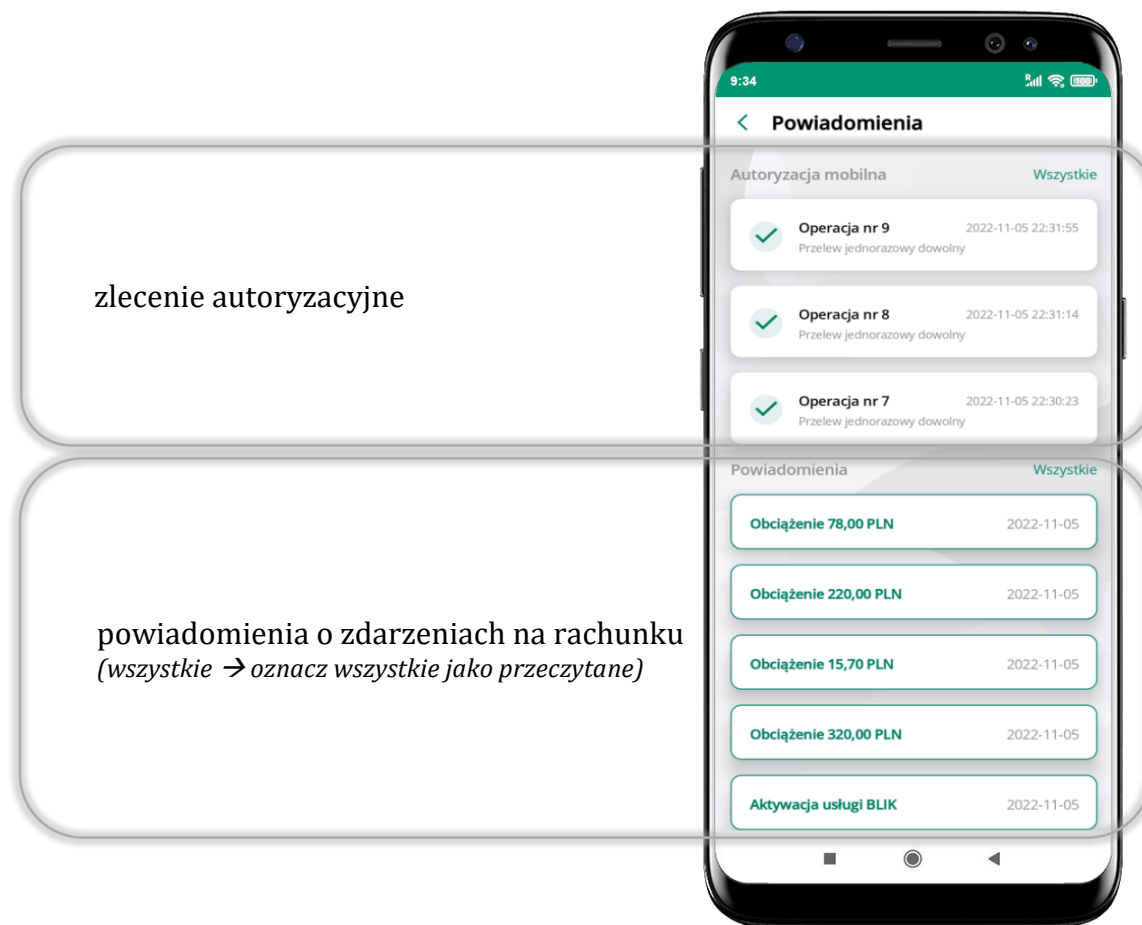 9:34
Powiadomienia
Autoryzacja mobilna Wszystkie
Operacja nr 9 2022-11-05 22:31:55
Przelew jednorazowy dowolny
zlecenie autoryzacyjne
Operacja nr 8 2022-11-05 22:31:14
Przelew jednorazowy dowolny
Operacja nr 7 2022-11-05 22:30:23
Przelew jednorazowy dowolny
Powiadomienia Wszystkie
Obciążenie 78,00 PLN 2022-11-05
Obciążenie 220,00 PLN 2022-11-05
powiadomienia o zdarzeniach na rachunku
(wszystkie → oznacz wszystkie jako przeczytane)
Obciążenie 15,70 PLN 2022-11-05
Obciążenie 320,00 PLN 2022-11-05
Aktywacja usługi BLIK 2022-11-05